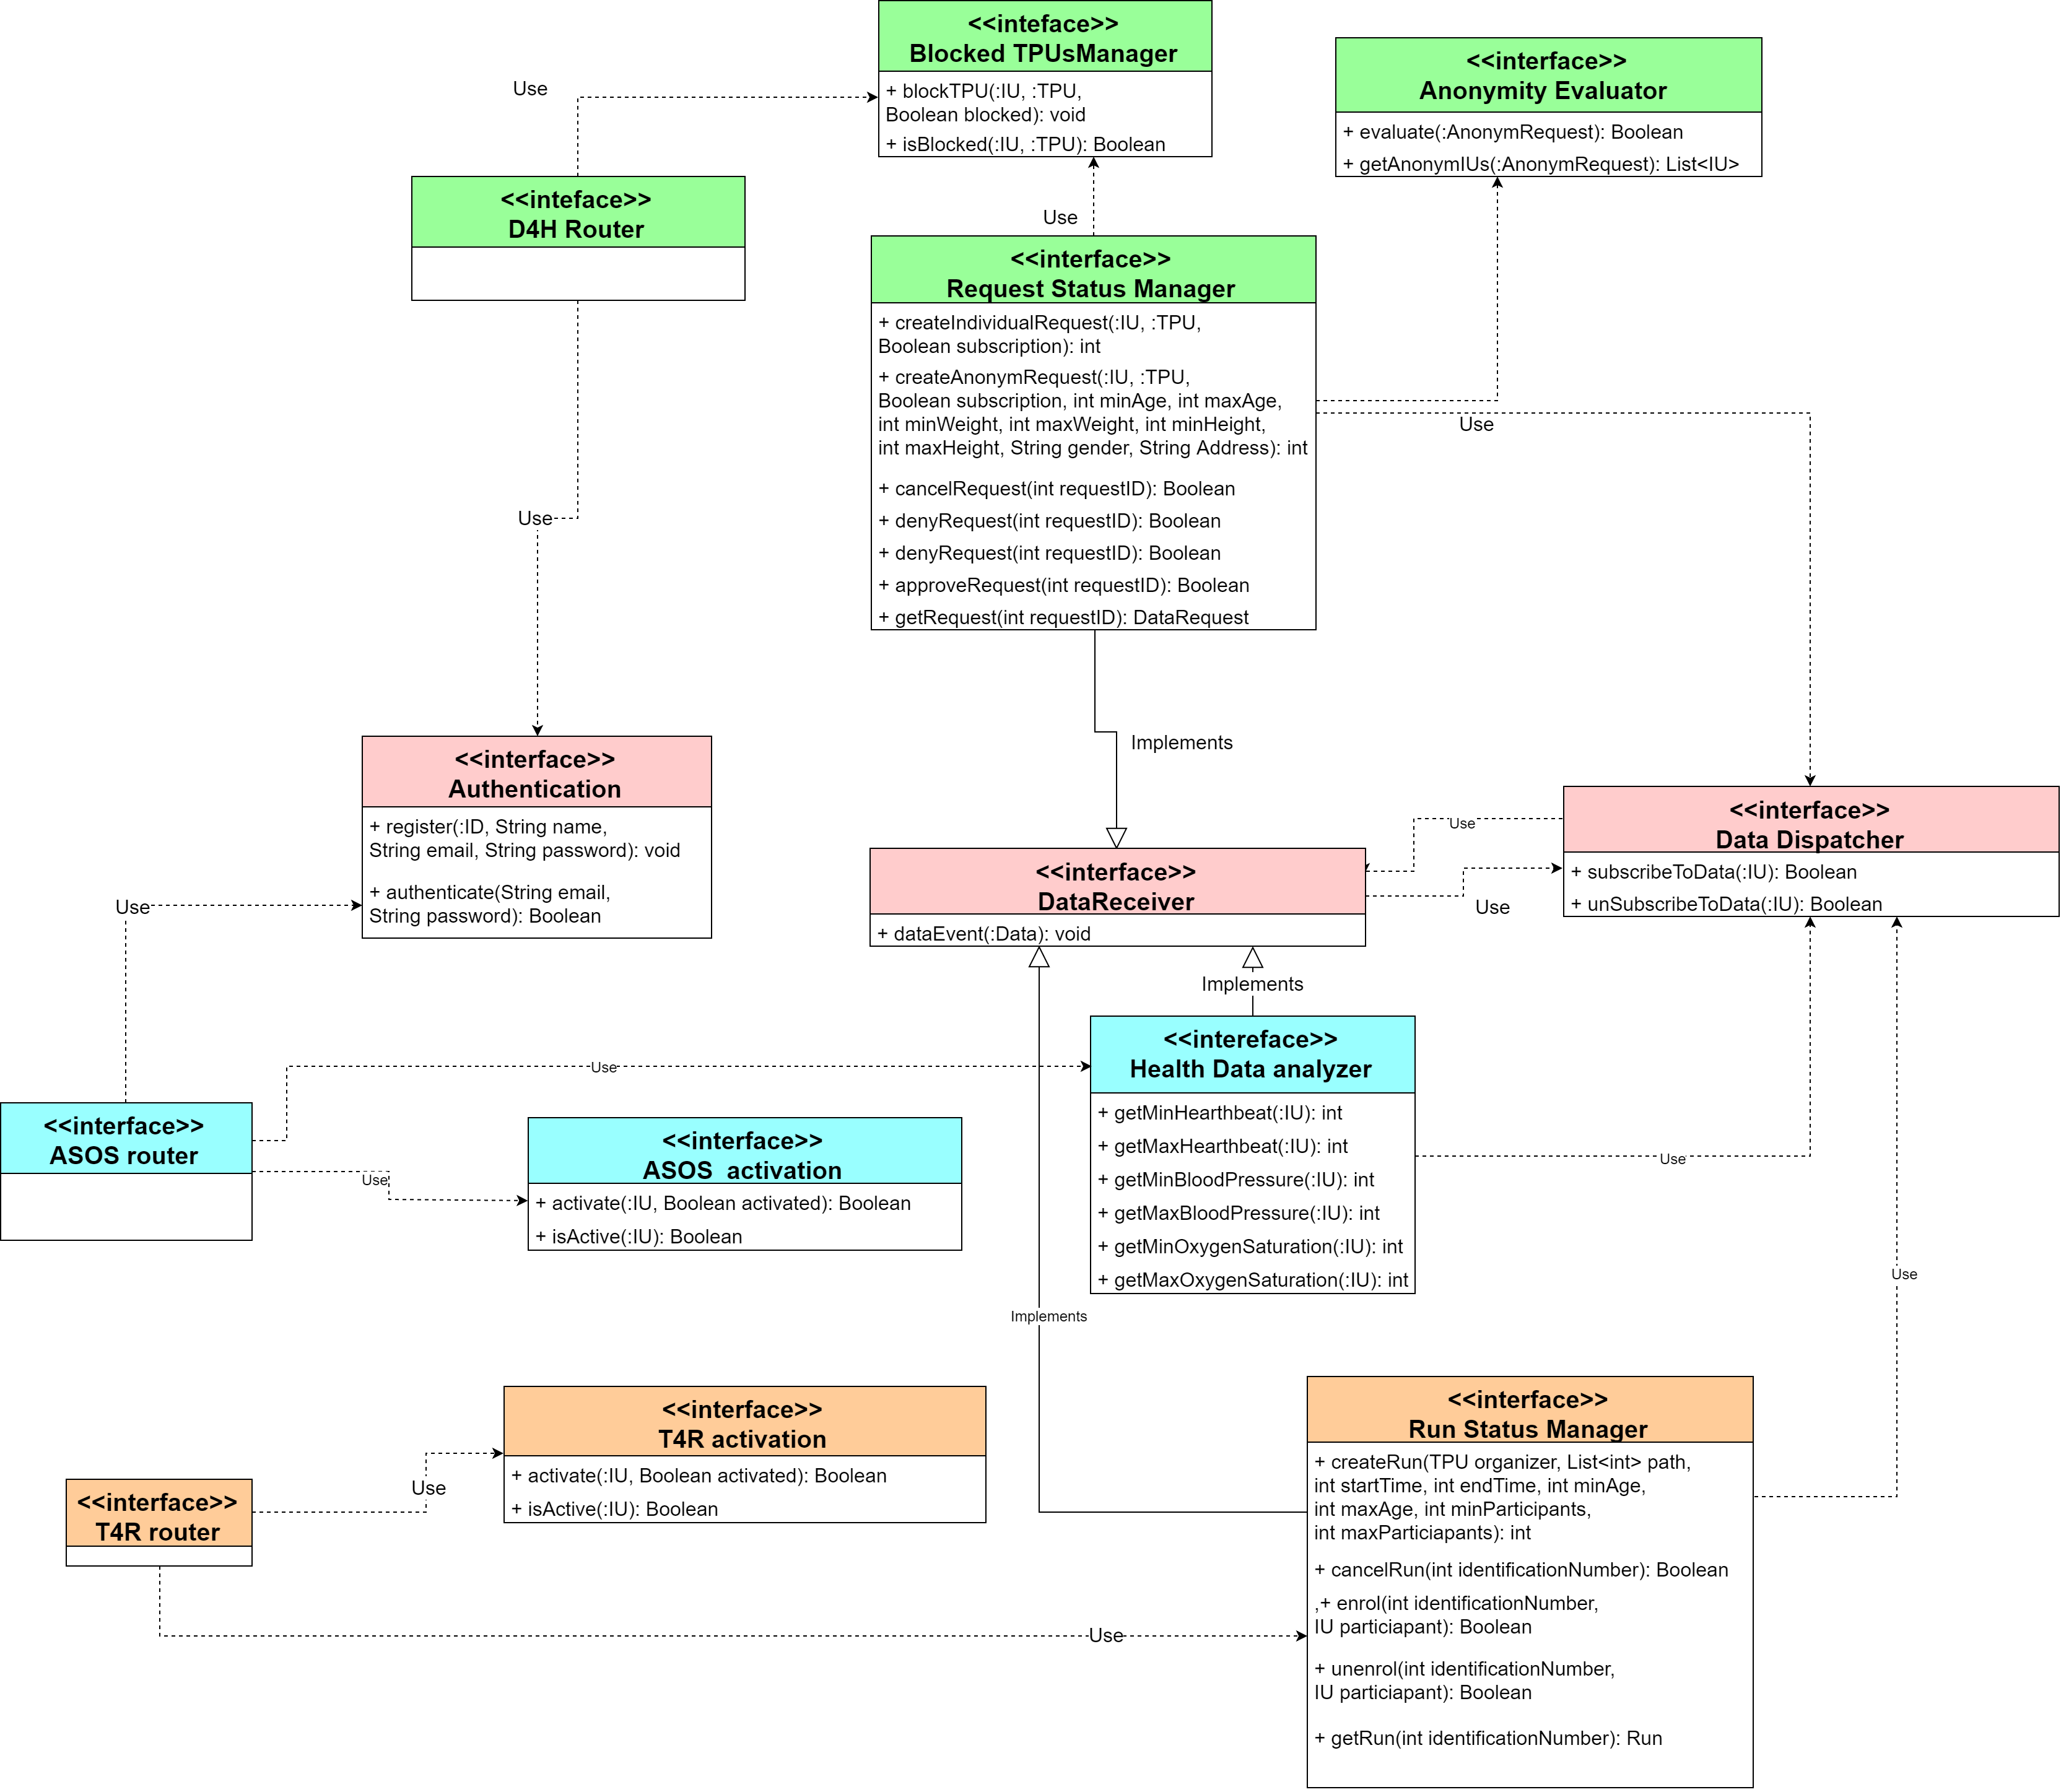 <<inteface>>
Blocked TPUsManager
+ blockTPU(:IU, :TPU,
Boolean blocked): void
+ isBlocked(:IU, :TPU): Boolean
<<interface>>
Anonymity Evaluator
+ evaluate(:AnonymRequest): Boolean
+ getAnonymIUs(:AnonymRequest): List<IU>
Use
<<inteface>>
D4H Router
Use
<<interface>>
Request Status Manager
+ createIndividualRequest(:IU, :TPU,
Boolean subscription): int
+ createAnonymRequest(:IU, :TPU,
Boolean subscription, int minAge, int maxAge,
int minWeight, int maxWeight, int minHeight,
int maxHeight, String gender, String Address): int
+ cancelRequest(int requestID): Boolean
+ denyRequest(int requestID): Boolean
+ denyRequest(int requestID): Boolean
+ approveRequest(int requestID): Boolean
+ getRequest(int requestID): DataRequest
Use
Use
Implements
<<interface>>
Authentication
+ register(:ID, String name,
String email, String password): void
+ authenticate(String email,
String password): Boolean
<<interface>>
Data Dispatcher
+ subscribeToData(:IU): Boolean
+ unSubscribeToData(:IU): Boolean
Use
Use
<<interface>>
DataReceiver
+ dataEvent(:Data): void
Use
Implements
<<intereface>>
Health Data analyzer
+ getMinHearthbeat(:IU): int
+ getMaxHearthbeat(:IU): int
+ getMinBloodPressure(:IU): int
+ getMaxBloodPressure(:IU): int
+ getMinOxygenSaturation(:IU): int
+ getMaxOxygenSaturation(:IU): int
Use
<<interface>>
ASOS router
Use
<<interface>>
ASOS  activation
+ activate(:IU, Boolean activated): Boolean
+ isActive(:IU): Boolean
Use
Use
Implements
<<interface>>
T4R activation
+ activate(:IU, Boolean activated): Boolean
+ isActive(:IU): Boolean
<<interface>>
T4R router
Use
Use
<<interface>>
Run Status Manager
+ createRun(TPU organizer, List<int> path,
int startTime, int endTime, int minAge,
int maxAge, int minParticipants,
int maxParticiapants): int
+ cancelRun(int identificationNumber): Boolean
,+ enrol(int identificationNumber,
IU particiapant): Boolean
+ unenrol(int identificationNumber,
IU particiapant): Boolean
+ getRun(int identificationNumber): Run